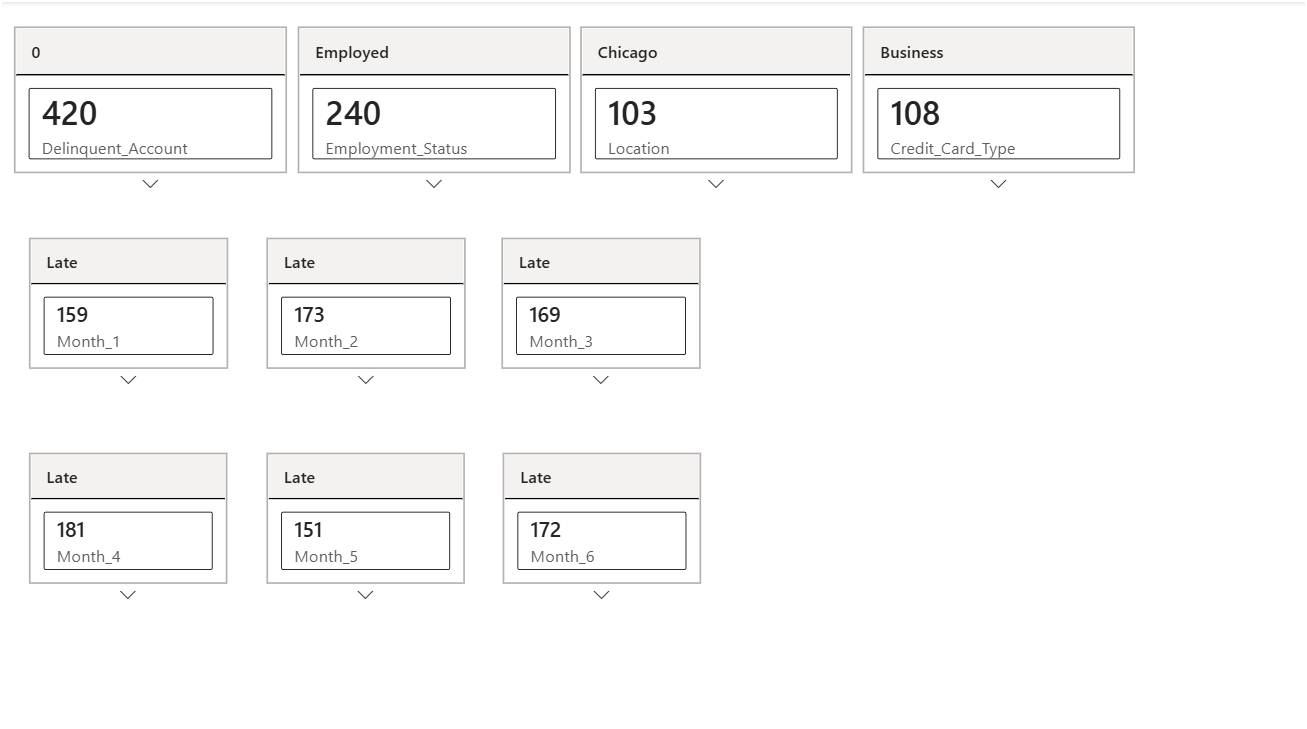 0
420
Delinquent_Account
Employed
240
Employment_Status
Chicago
103
Location
Business
108
Credit_Card_Type
Late
159
Month_1
Late
173
Month_2
Late
169
Month_3
Late
181
Month_4
Late
151
Month_5
Late
172
Month_6